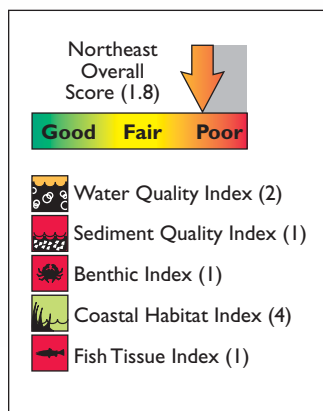 Northeast
Overall
Score (1.8)
Good Fair Poor
Water Quality Index (2)
Sediment Quality Index (1)
Benthic Index (1)
Coastal Habitat Index (4)
Fish Tissue Index (1)